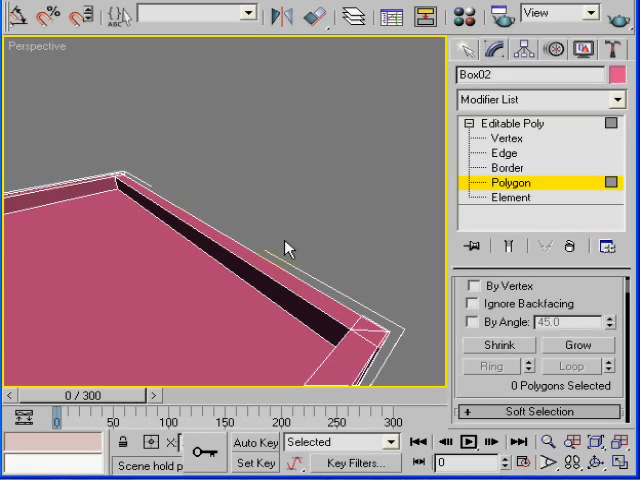 View
Perspective
Box02
Modifier List
Editable Poly
Vertex
Edge
Border
Polygon
Element
By Vertex
Ignore Backfacing
By Angle: 45.0
Shrink Grow
Ring Loop
0 Polygons Selected
+ Soft Selection
< 0 / 300 >
0 50 100 150 200 250 300
X: Auto Key Selected
Scene hold p Set Key Key Filters... 0